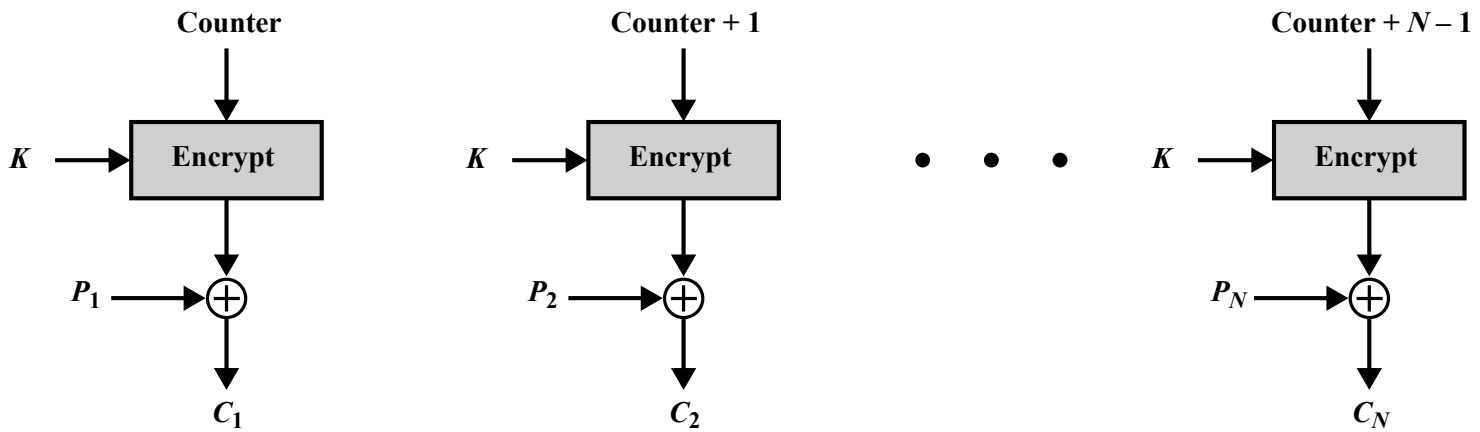 Counter Counter + 1 Counter + N – 1
K Encrypt K Encrypt K Encrypt
P1 P2 PN
C1 C2 CN